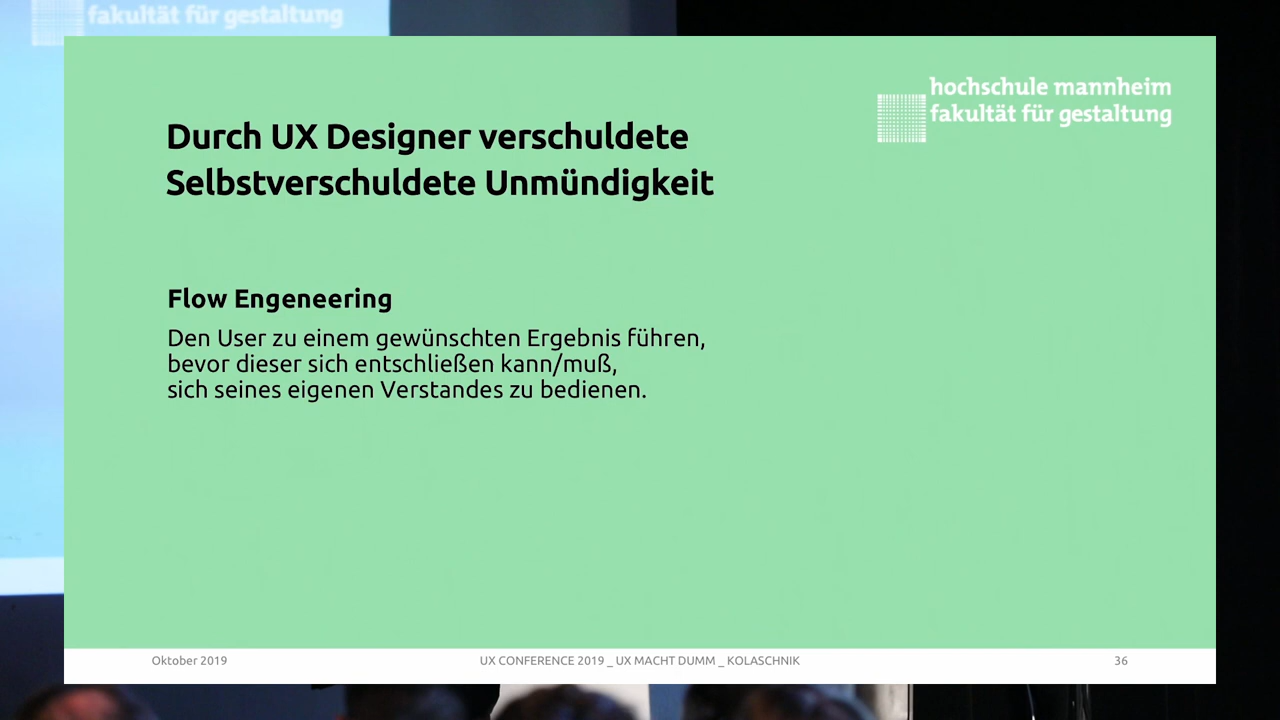 fakultät für gestaltung
hochschule mannheim
fakultät für gestaltung
Durch UX Designer verschuldete
Selbstverschuldete Unmündigkeit
Flow Engeneering
Den User zu einem gewünschten Ergebnis führen,
bevor dieser sich entschließen kann/muß,
sich seines eigenen Verstandes zu bedienen.
Oktober 2019
UX CONFERENCE 2019 _ UX MACHT DUMM _ KOLASCHNIK
36